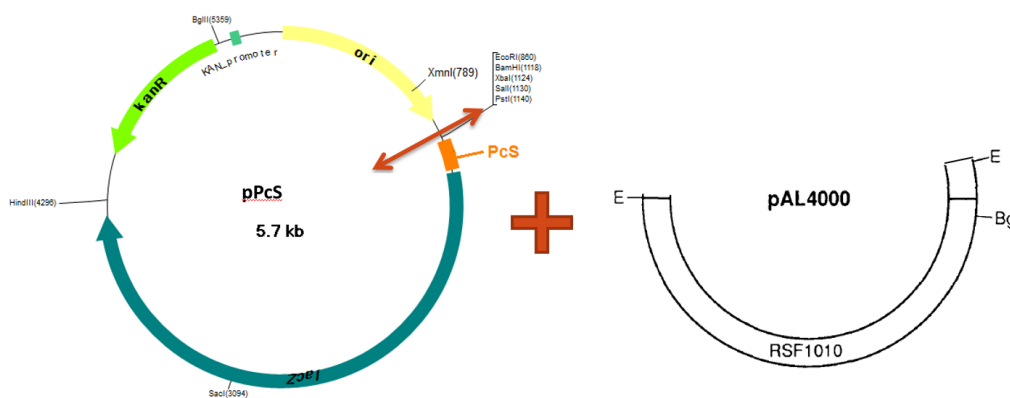 BglII(5359)
KAN_promoter
ori
kanR
XmnI(789)
EcoRI(860)
BamHI(1118)
XbaI(1124)
SalI(1130)
PstI(1140)
PcS
HindIII(4296)
pPcS
5.7 kb
lacZ
SacI(3094)
E
pAL4000
E
Bg
RSF1010